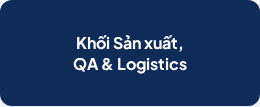 Khối Sản xuất,
QA & Logistics